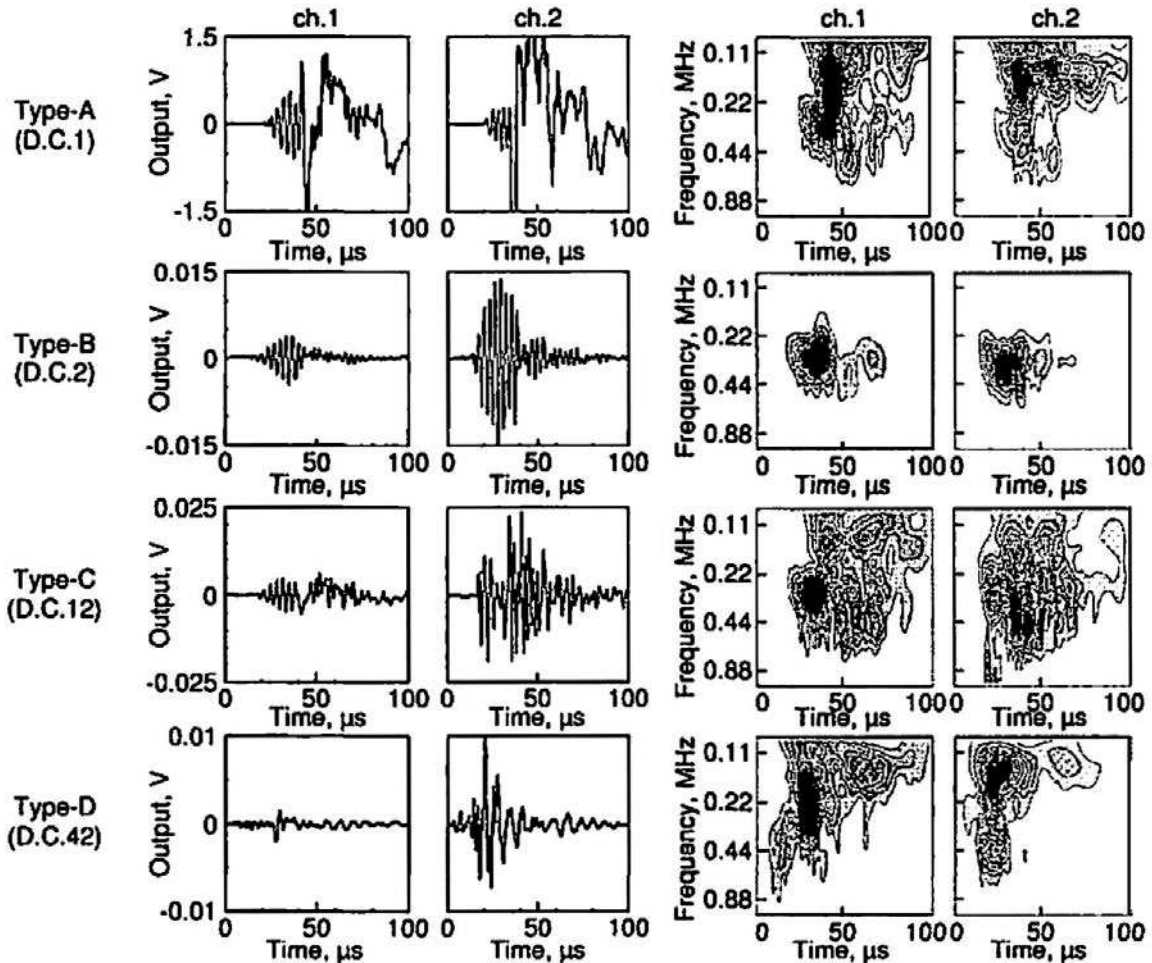 ch.1 ch.2 ch.1 ch.2
Type-A
(D.C.1)
Output, V
1.5
0
-1.5
0 50 100
Time, µs
0 50 100
Time, µs
Frequency, MHz
0.11
0.22
0.44
0.88
0 50 100
Time, µs
0 50 100
Time, µs
Type-B
(D.C.2)
Output, V
0.015
0
-0.015
0 50 100
Time, µs
0 50 100
Time, µs
Frequency, MHz
0.11
0.22
0.44
0.88
0 50 100
Time, µs
0 50 100
Time, µs
Type-C
(D.C.12)
Output, V
0.025
0
-0.025
0 50 100
Time, µs
0 50 100
Time, µs
Frequency, MHz
0.11
0.22
0.44
0.88
0 50 100
Time, µs
0 50 100
Time, µs
Type-D
(D.C.42)
Output, V
0.01
0
-0.01
0 50 100
Time, µs
0 50 100
Time, µs
Frequency, MHz
0.11
0.22
0.44
0.88
0 50 100
Time, µs
0 50 100
Time, µs